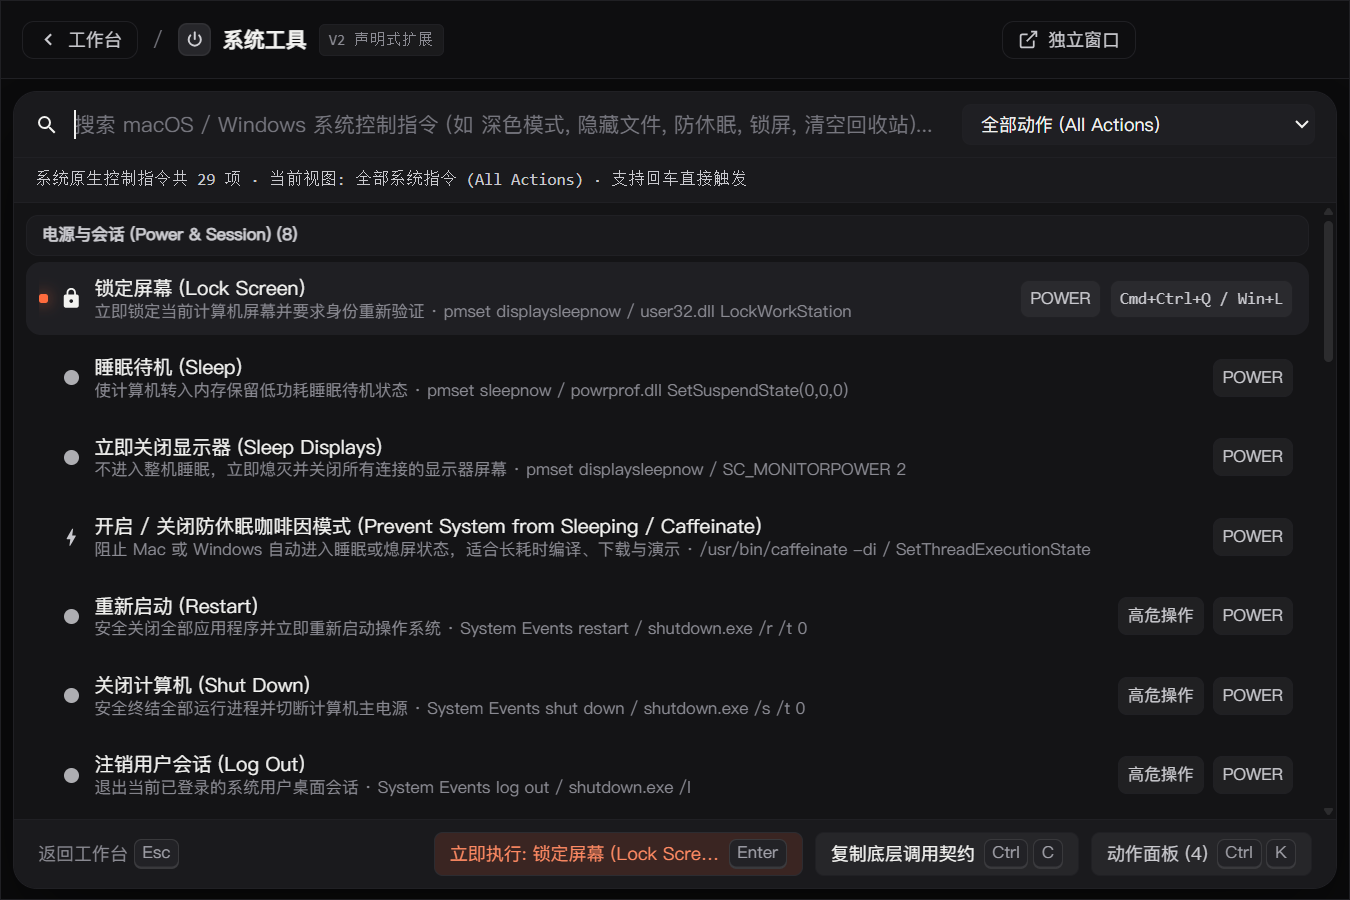 工作台 / 系统工具 V2 声明式扩展 独立窗口
搜索 macOS / Windows 系统控制指令 (如 深色模式, 隐藏文件, 防休眠, 锁屏, 清空回收站)... 全部动作 (All Actions)
系统原生控制指令共 29 项 · 当前视图: 全部系统指令 (All Actions) · 支持回车直接触发
电源与会话 (Power & Session) (8)
锁定屏幕 (Lock Screen)
立即锁定当前计算机屏幕并要求身份重新验证 · pmset displaysleepnow / user32.dll LockWorkStation
POWER Cmd+Ctrl+Q / Win+L
睡眠待机 (Sleep)
使计算机转入内存保留低功耗睡眠待机状态 · pmset sleepnow / powrprof.dll SetSuspendState(0,0,0)
POWER
立即关闭显示器 (Sleep Displays)
不进入整机睡眠，立即熄灭并关闭所有连接的显示器屏幕 · pmset displaysleepnow / SC_MONITORPOWER 2
POWER
开启 / 关闭防休眠咖啡因模式 (Prevent System from Sleeping / Caffeinate)
阻止 Mac 或 Windows 自动进入睡眠或熄屏状态，适合长耗时编译、下载与演示 · /usr/bin/caffeinate -di / SetThreadExecutionState
POWER
重新启动 (Restart)
安全关闭全部应用程序并立即重新启动操作系统 · System Events restart / shutdown.exe /r /t 0
高危操作 POWER
关闭计算机 (Shut Down)
安全终结全部运行进程并切断计算机主电源 · System Events shut down / shutdown.exe /s /t 0
高危操作 POWER
注销用户会话 (Log Out)
退出当前已登录的系统用户桌面会话 · System Events log out / shutdown.exe /l
高危操作 POWER
返回工作台 Esc 立即执行: 锁定屏幕 (Lock Scre... Enter 复制底层调用契约 Ctrl C 动作面板 (4) Ctrl K